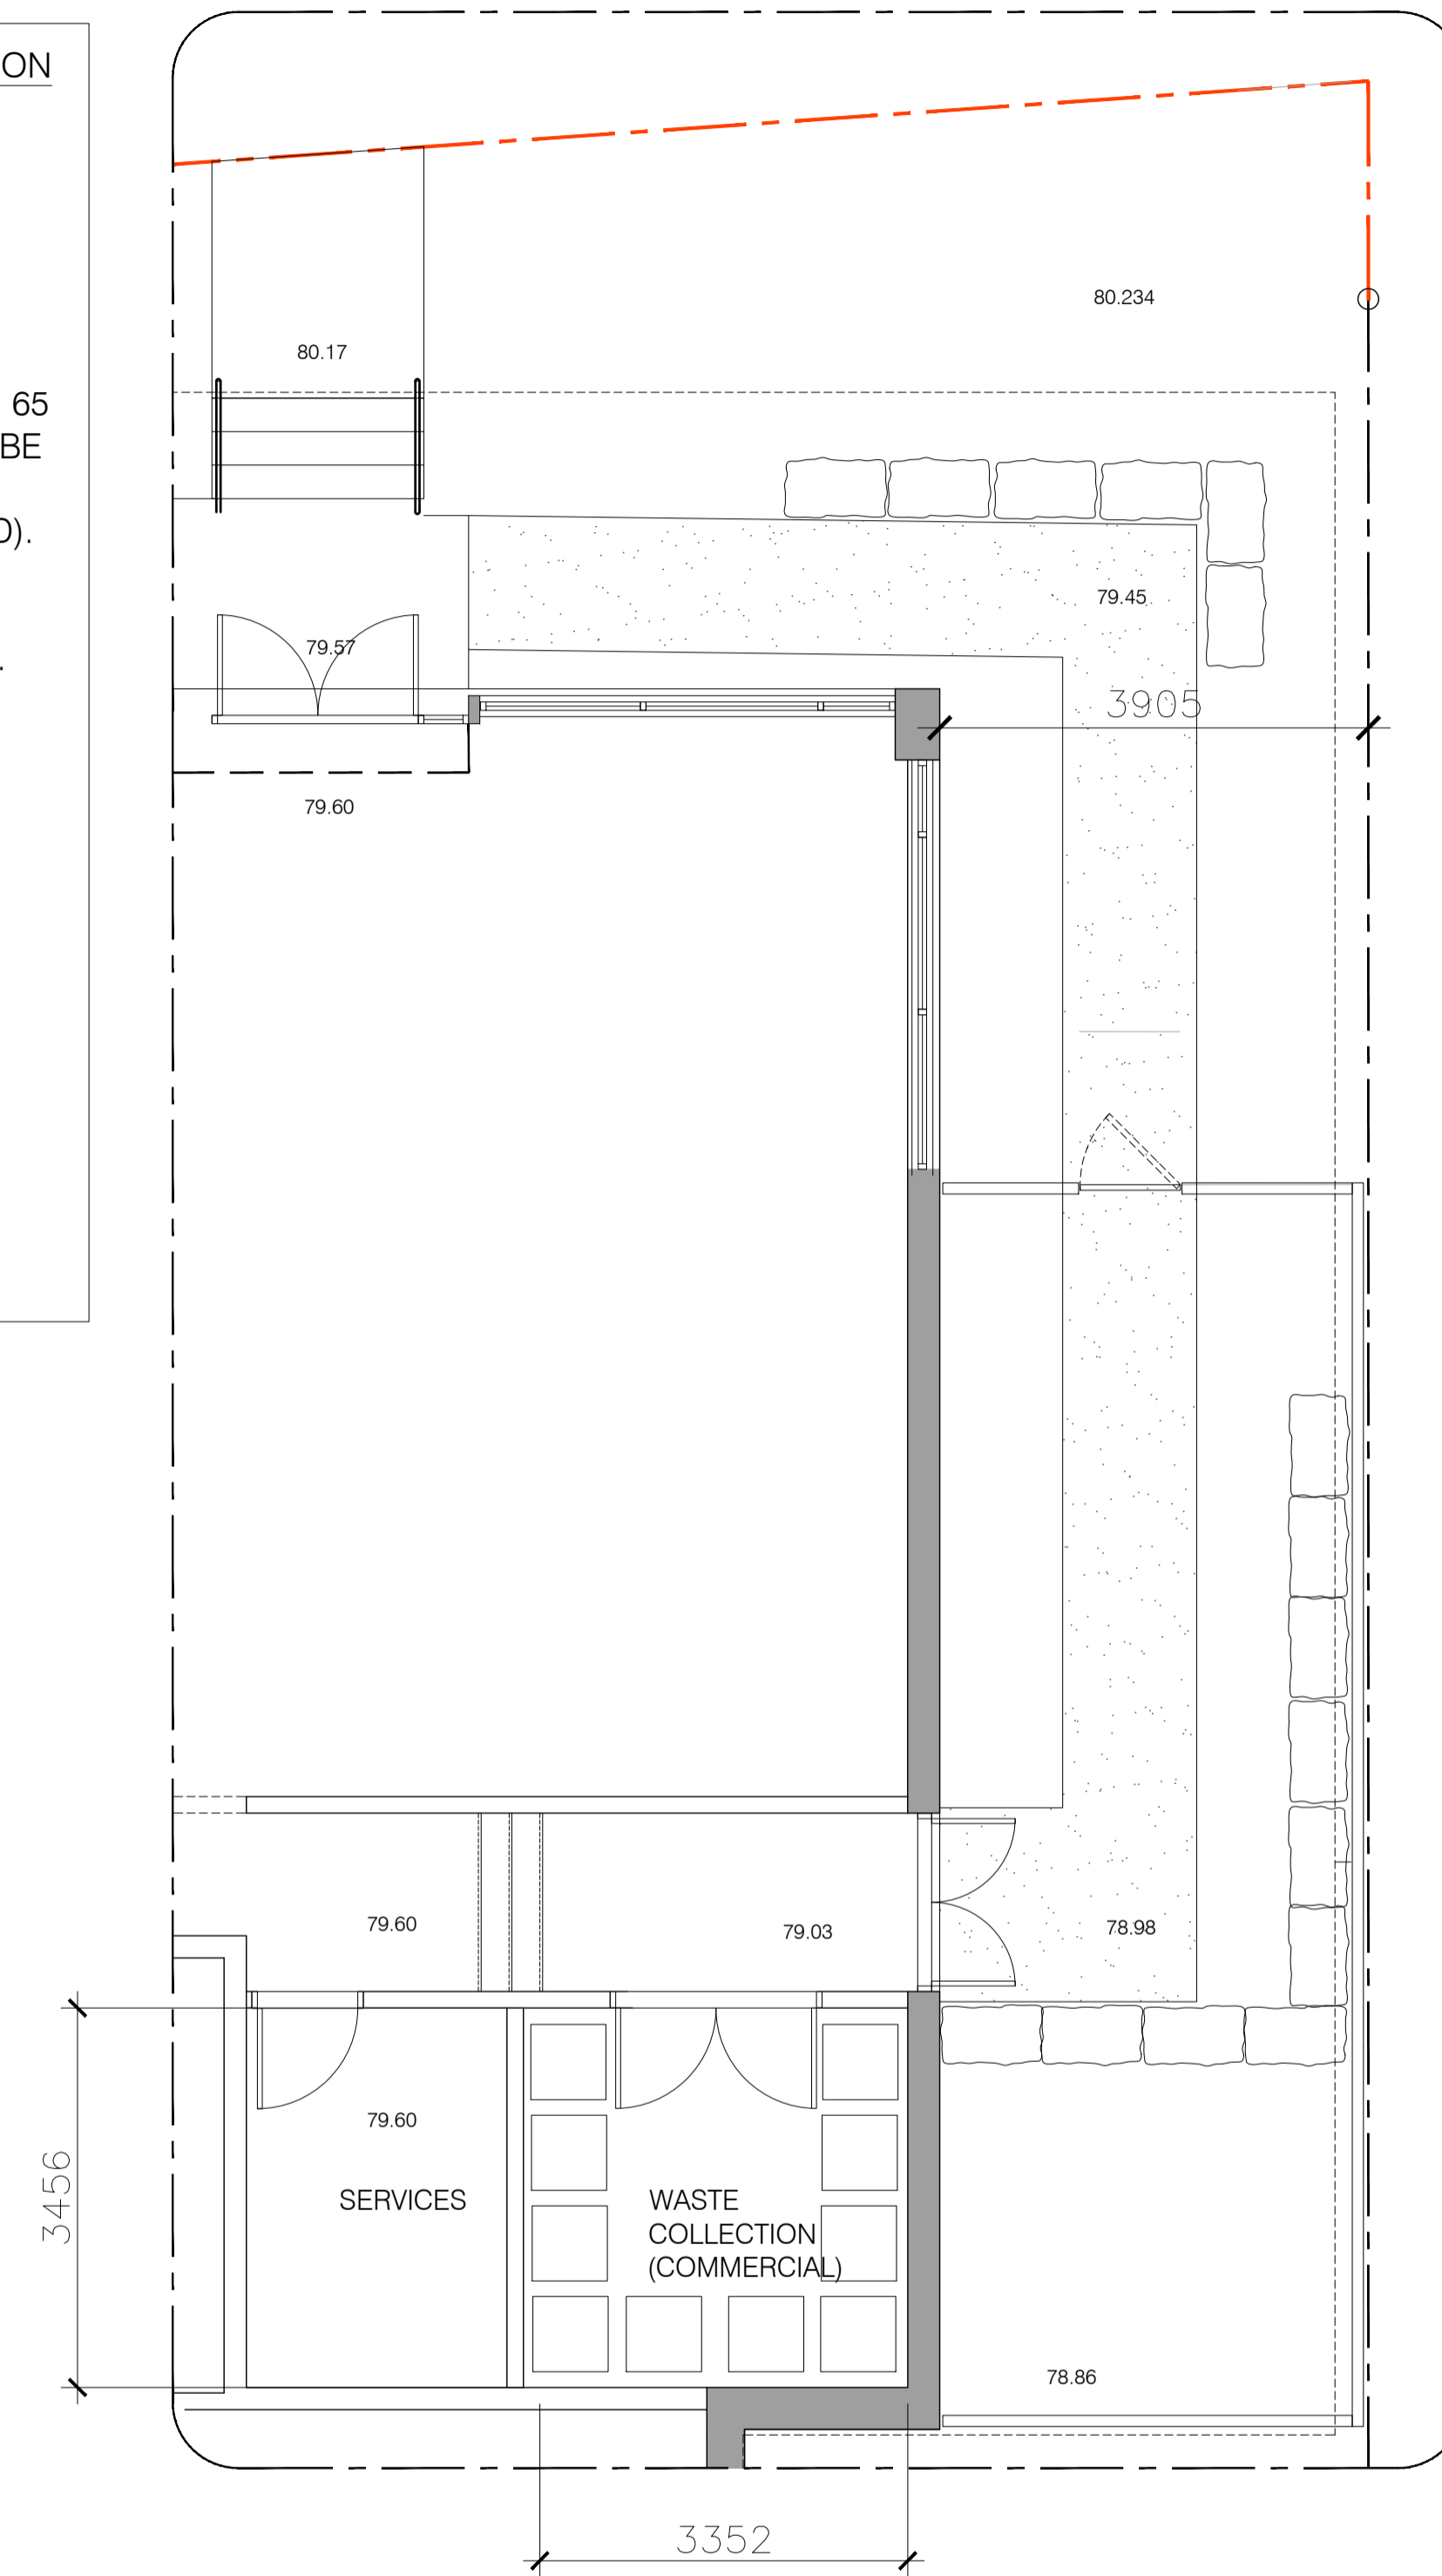 ON
65
BE
D).
.
80.234
80.17
79.45
79.57
3905
79.60
79.60
79.03
78.98
79.60
3456
SERVICES
WASTE
COLLECTION
(COMMERCIAL)
78.86
3352